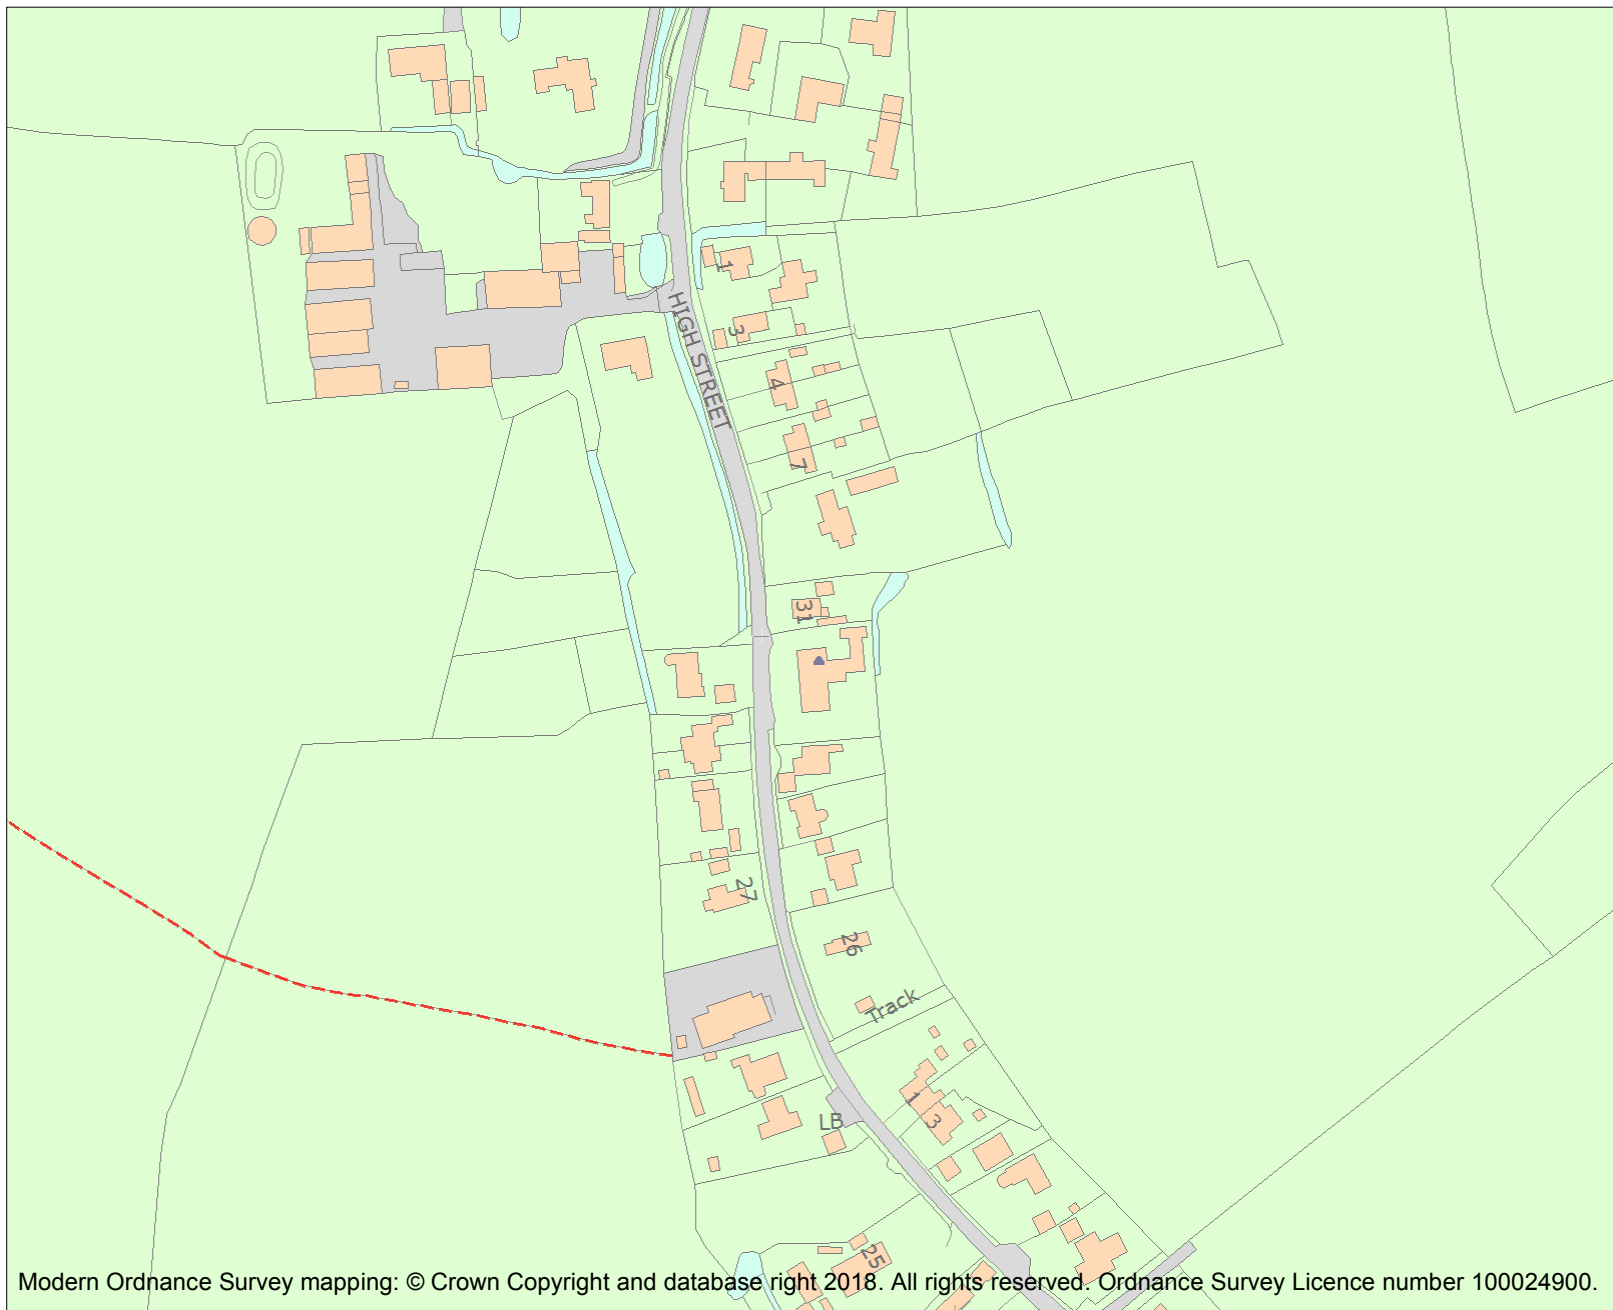 1
HIGH STREET
3
4
7
31
27
26
Track
1
LB
3
25
Modern Ordnance Survey mapping: © Crown Copyright and database right 2018. All rights reserved. Ordnance Survey Licence number 100024900.